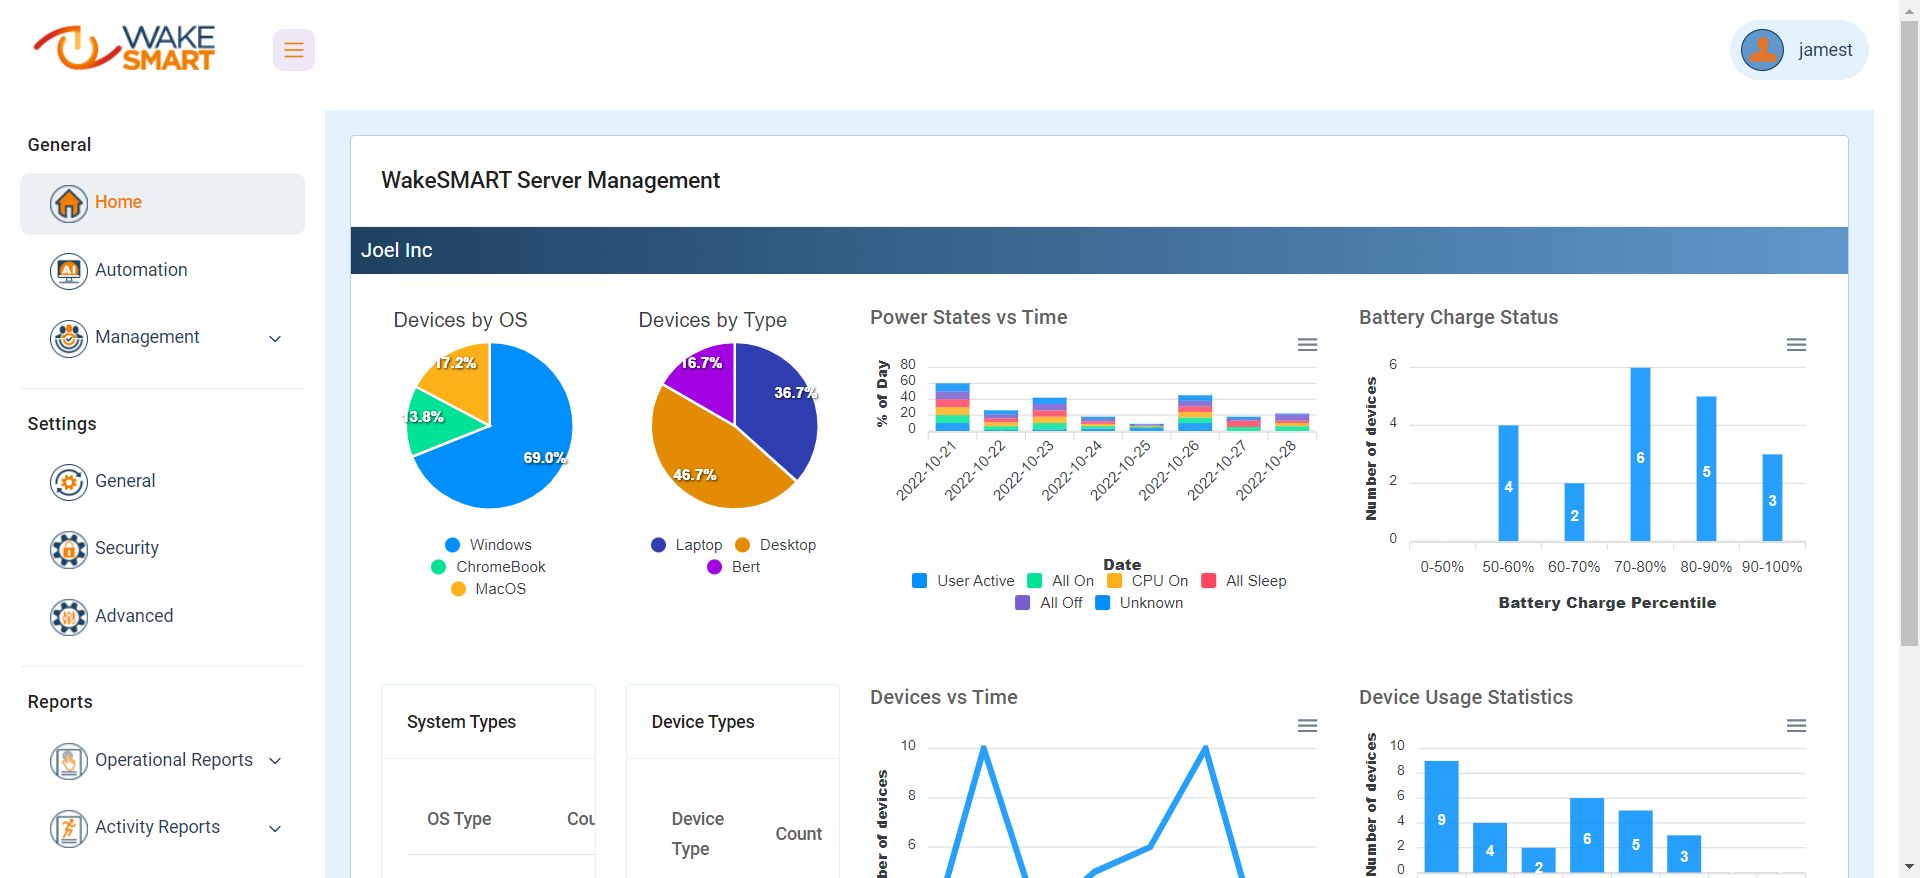 WAKE
SMART
jamest
General
Home
Automation
Management
Settings
General
Security
Advanced
Reports
Operational Reports
Activity Reports
WakeSMART Server Management
Joel Inc
Devices by OS
17.2%
13.8%
69.0%
Windows
ChromeBook
MacOS
Devices by Type
16.7%
36.7%
46.7%
Laptop Desktop
Bert
Power States vs Time
% of Day
80
60
40
20
0
2022-10-21 2022-10-22 2022-10-23 2022-10-24 2022-10-25 2022-10-26 2022-10-27 2022-10-28
Date
User Active All On CPU On All Sleep
All Off Unknown
Battery Charge Status
Number of devices
6
4
2
0
4 2 6 5 3
0-50% 50-60% 60-70% 70-80% 80-90% 90-100%
Battery Charge Percentile
System Types
OS Type
Device Types
Device
Type
Count
Devices vs Time
of devices
10
8
6
Device Usage Statistics
Number of devices
10
8
6
4
2
0
9 4 2 6 5 3